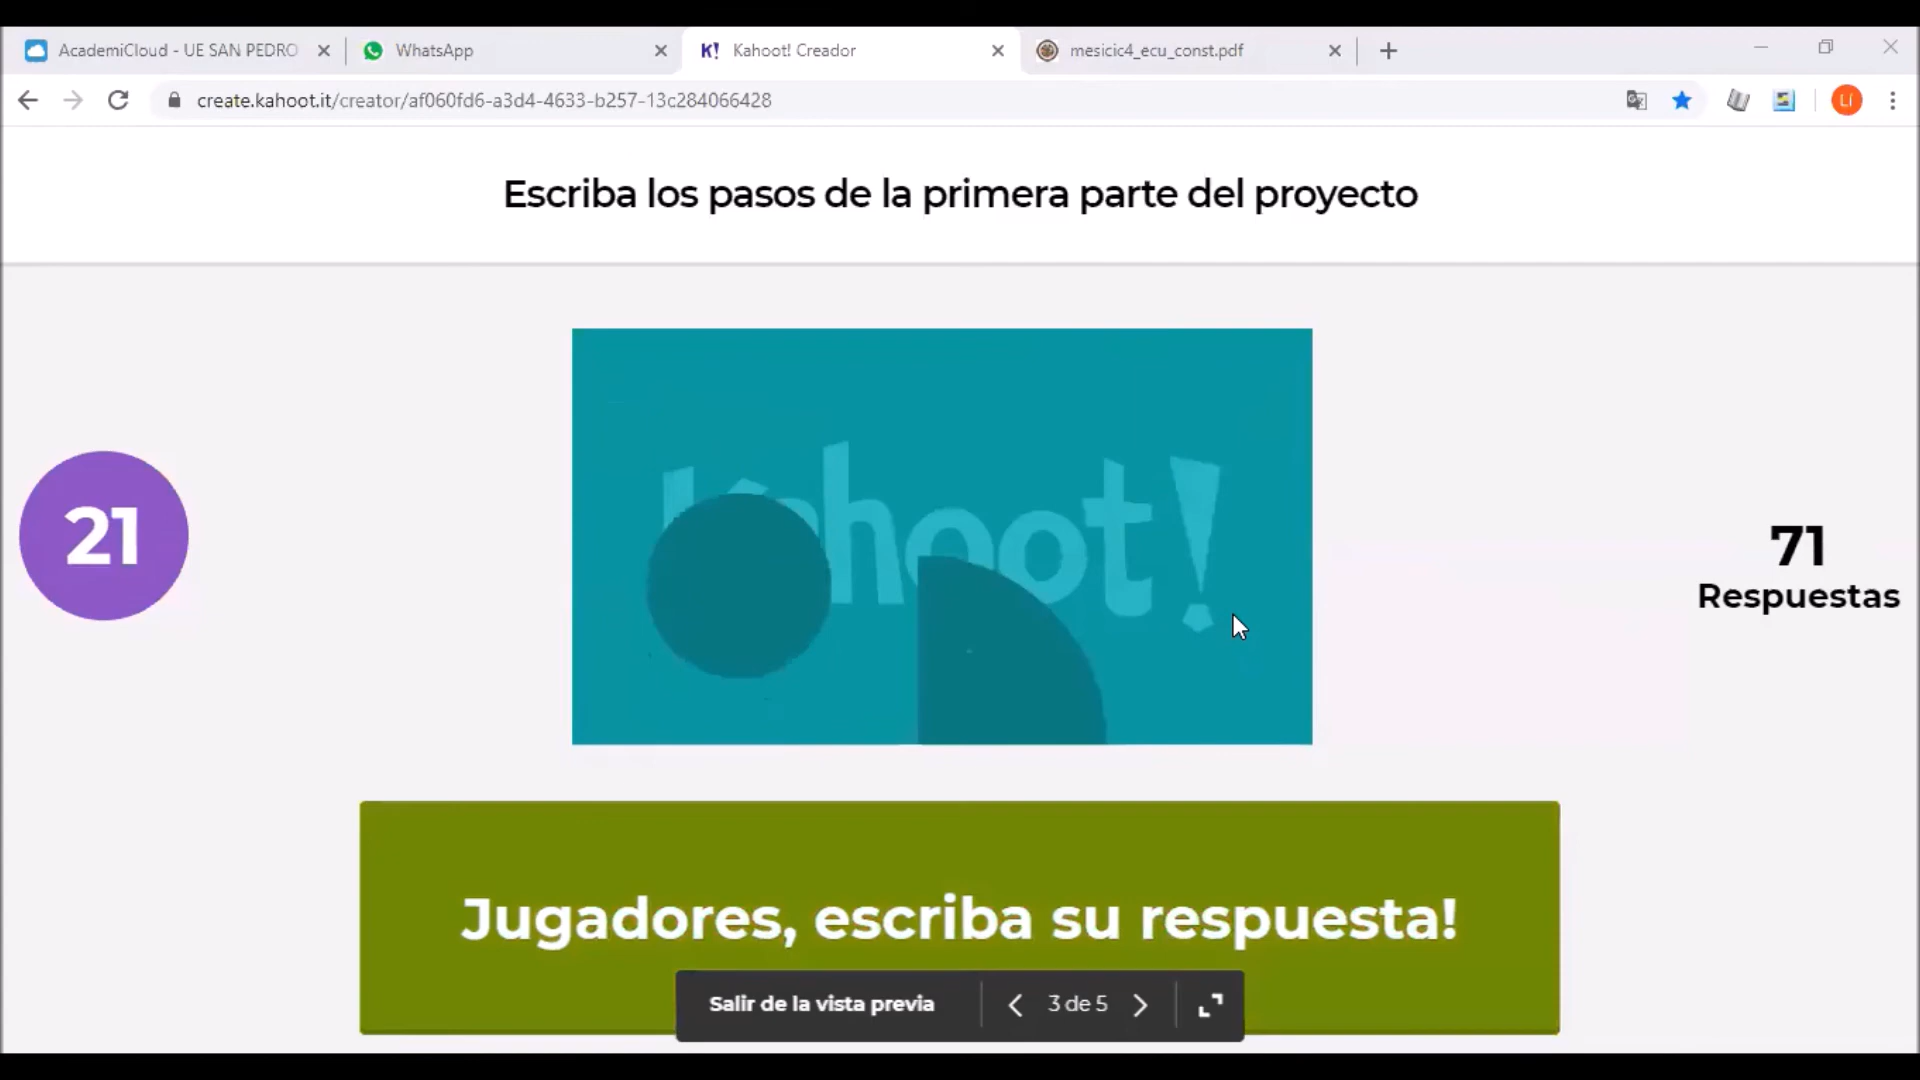 AcademiCloud - UE SAN PEDRO
WhatsApp
K! Kahoot! Creador
mesicic4_ecu_const.pdf
create.kahoot.it/creator/af060fd6-a3d4-4633-b257-13c284066428
LI
Escriba los pasos de la primera parte del proyecto
Kahoot!
21
71
Respuestas
Jugadores, escriba su respuesta!
Salir de la vista previa
3 de 5